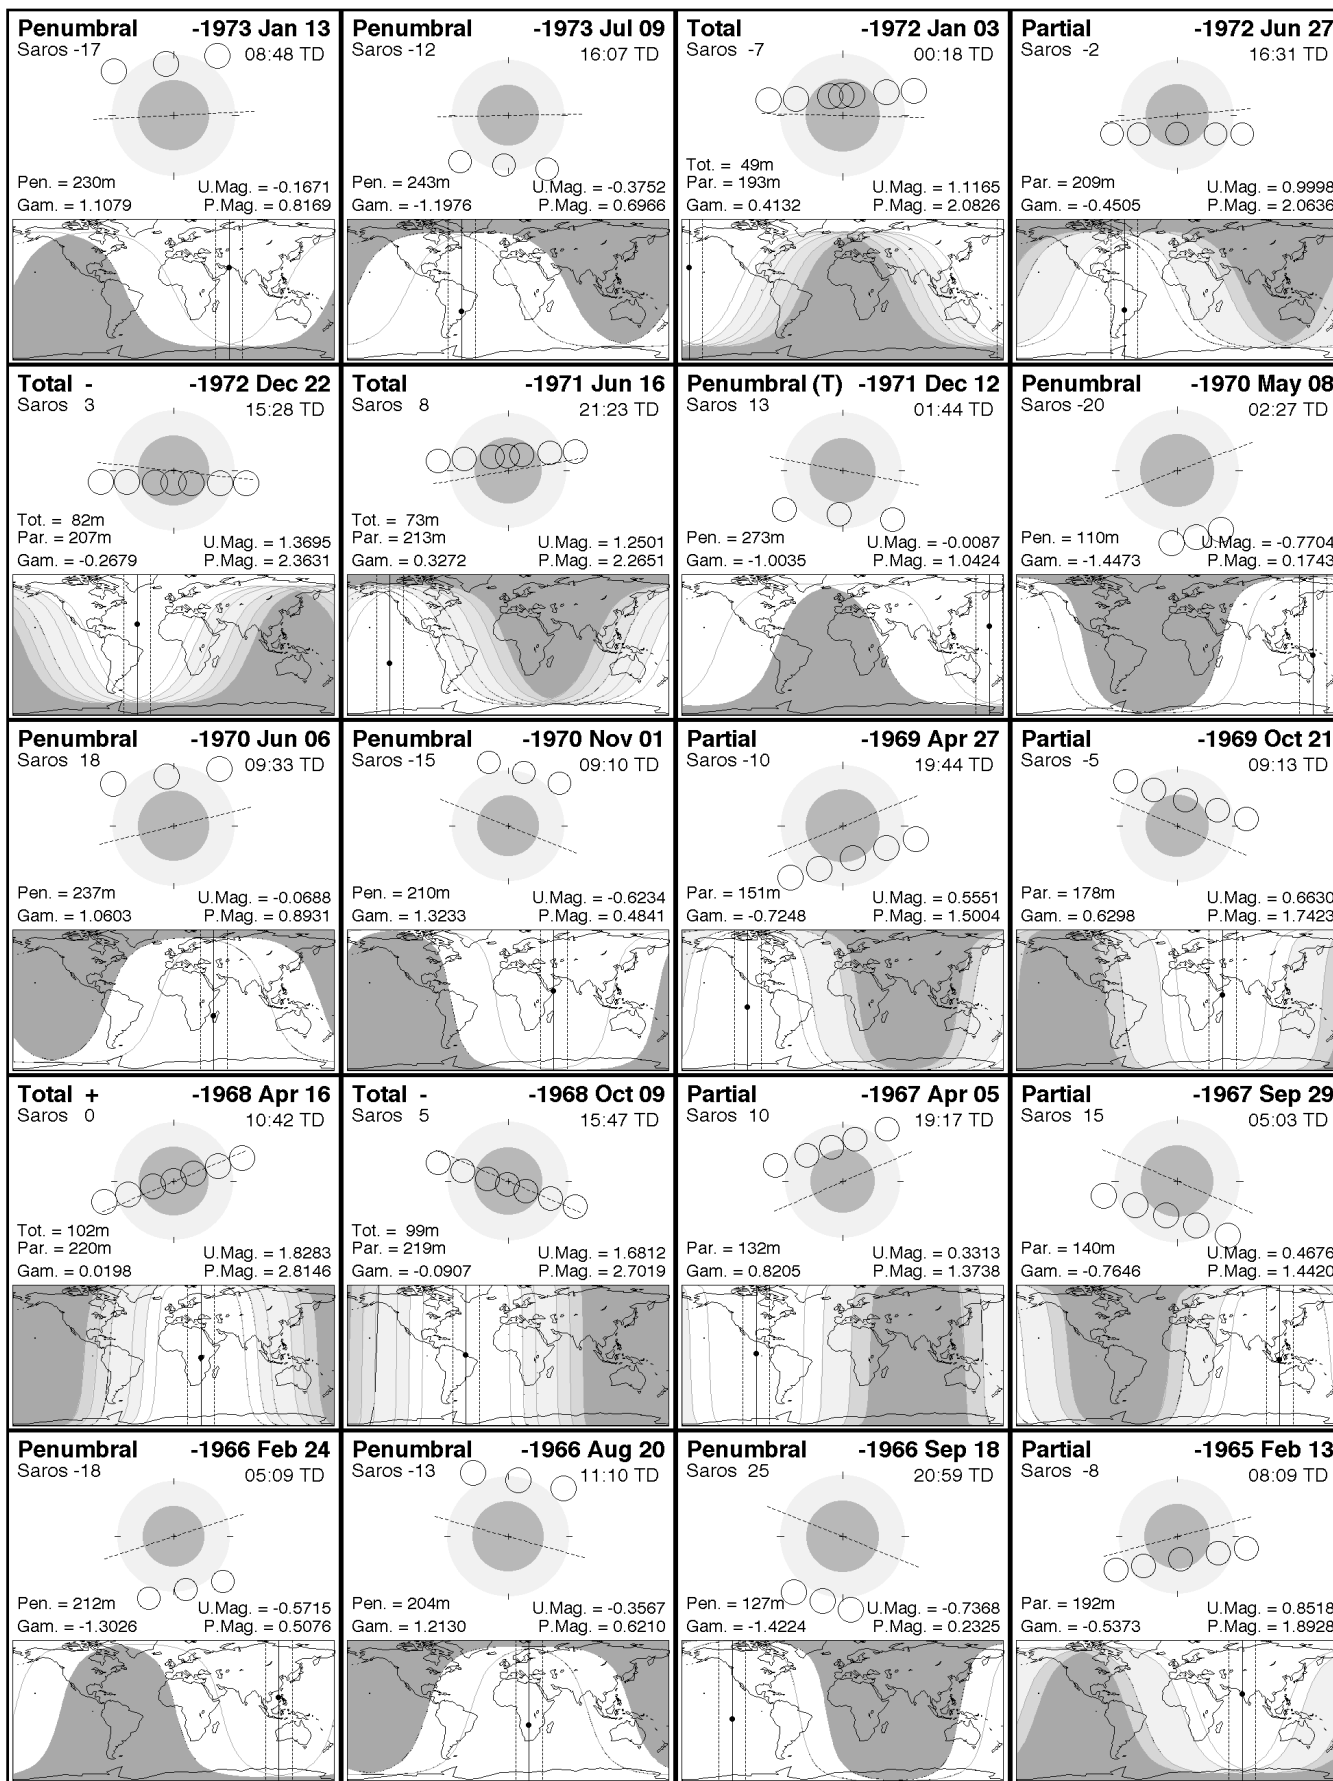 Penumbral -1973 Jan 13
Saros -17 08:48 TD
Pen. = 230m U.Mag. = -0.1671
Gam. = 1.1079 P.Mag. = 0.8169
Penumbral -1973 Jul 09
Saros -12 16:07 TD
Pen. = 243m U.Mag. = -0.3752
Gam. = -1.1976 P.Mag. = 0.6966
Total -1972 Jan 03
Saros -7 00:18 TD
Tot. = 49m
Par. = 193m U.Mag. = 1.1165
Gam. = 0.4132 P.Mag. = 2.0826
Partial -1972 Jun 27
Saros -2 16:31 TD
Par. = 209m U.Mag. = 0.9998
Gam. = -0.4505 P.Mag. = 2.0636
Total - -1972 Dec 22
Saros 3 15:28 TD
Tot. = 82m
Par. = 207m U.Mag. = 1.3695
Gam. = -0.2679 P.Mag. = 2.3631
Total -1971 Jun 16
Saros 8 21:23 TD
Tot. = 73m
Par. = 213m U.Mag. = 1.2501
Gam. = 0.3272 P.Mag. = 2.2651
Penumbral (T) -1971 Dec 12
Saros 13 01:44 TD
Pen. = 273m U.Mag. = -0.0087
Gam. = -1.0035 P.Mag. = 1.0424
Penumbral -1970 May 08
Saros -20 02:27 TD
Pen. = 110m U.Mag. = -0.7704
Gam. = -1.4473 P.Mag. = 0.1743
Penumbral -1970 Jun 06
Saros 18 09:33 TD
Pen. = 237m U.Mag. = -0.0688
Gam. = 1.0603 P.Mag. = 0.8931
Penumbral -1970 Nov 01
Saros -15 09:10 TD
Pen. = 210m U.Mag. = -0.6234
Gam. = 1.3233 P.Mag. = 0.4841
Partial -1969 Apr 27
Saros -10 19:44 TD
Par. = 151m U.Mag. = 0.5551
Gam. = -0.7248 P.Mag. = 1.5004
Partial -1969 Oct 21
Saros -5 09:13 TD
Par. = 178m U.Mag. = 0.6630
Gam. = 0.6298 P.Mag. = 1.7423
Total + -1968 Apr 16
Saros 0 10:42 TD
Tot. = 102m
Par. = 220m U.Mag. = 1.8283
Gam. = 0.0198 P.Mag. = 2.8146
Total - -1968 Oct 09
Saros 5 15:47 TD
Tot. = 99m
Par. = 219m U.Mag. = 1.6812
Gam. = -0.0907 P.Mag. = 2.7019
Partial -1967 Apr 05
Saros 10 19:17 TD
Par. = 132m U.Mag. = 0.3313
Gam. = 0.8205 P.Mag. = 1.3738
Partial -1967 Sep 29
Saros 15 05:03 TD
Par. = 140m U.Mag. = 0.4676
Gam. = -0.7646 P.Mag. = 1.4420
Penumbral -1966 Feb 24
Saros -18 05:09 TD
Pen. = 212m U.Mag. = -0.5715
Gam. = -1.3026 P.Mag. = 0.5076
Penumbral -1966 Aug 20
Saros -13 11:10 TD
Pen. = 204m U.Mag. = -0.3567
Gam. = 1.2130 P.Mag. = 0.6210
Penumbral -1966 Sep 18
Saros 25 20:59 TD
Pen. = 127m U.Mag. = -0.7368
Gam. = -1.4224 P.Mag. = 0.2325
Partial -1965 Feb 13
Saros -8 08:09 TD
Par. = 192m U.Mag. = 0.8518
Gam. = -0.5373 P.Mag. = 1.8928